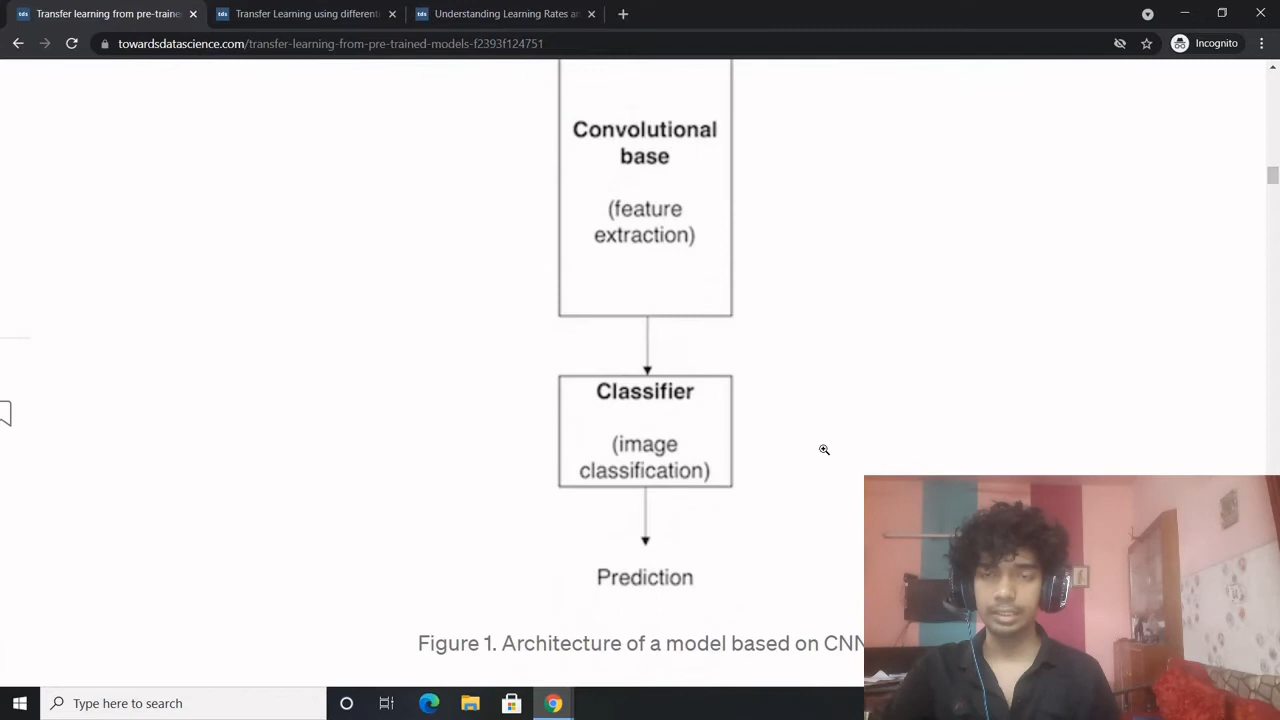 Transfer learning from pre-traine
Transfer Learning using different
Understanding Learning Rates an
towardsdatascience.com/transfer-learning-from-pre-trained-models-f2393f124751
Incognito
Convolutional
base
(feature
extraction)
Classifier
(image
classification)
Prediction
Figure 1. Architecture of a model based on CNN
Type here to search